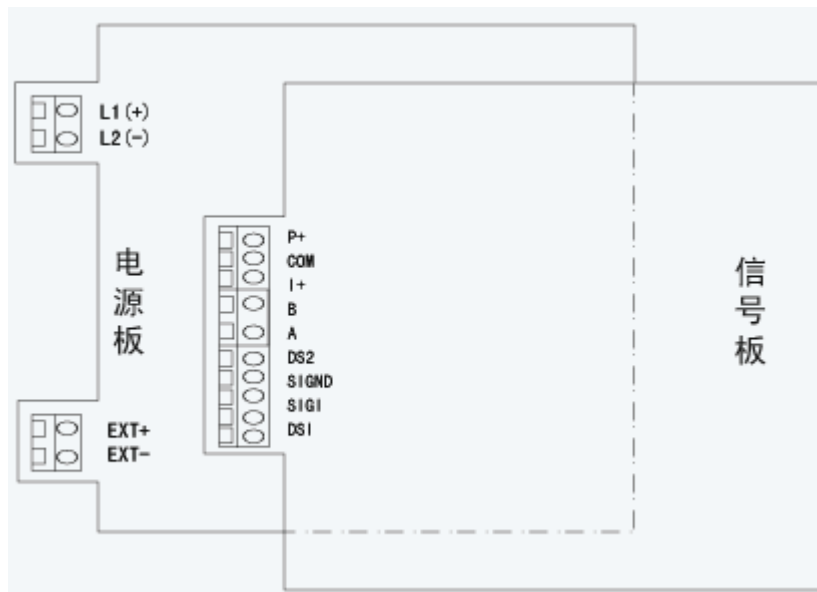 L1(+)
L2(-)
电源板
P+
COM
I+
B
A
DS2
SIGND
SIGI
DSI
信号板
EXT+
EXT-